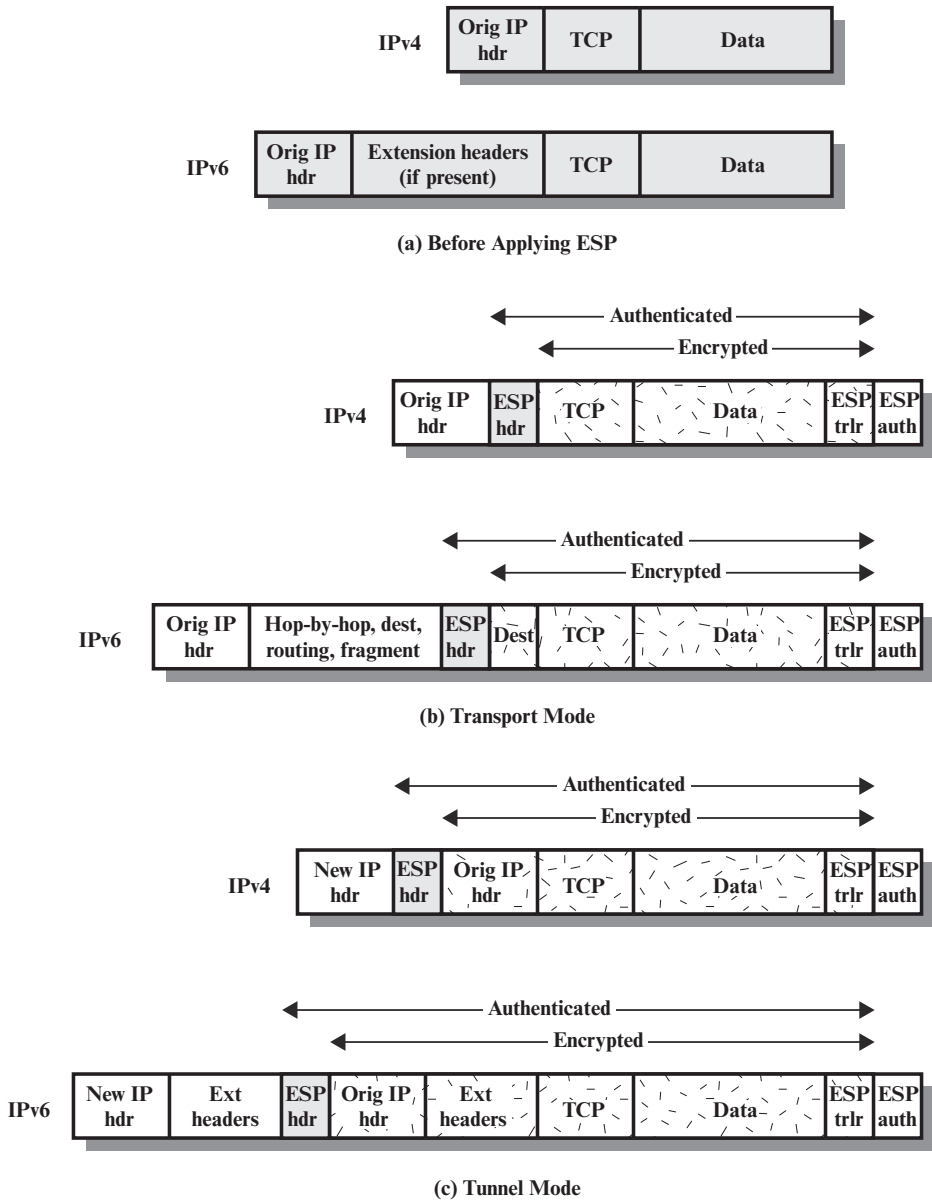 IPv4
Orig IP
hdr
TCP
Data
IPv6
Orig IP
hdr
Extension headers
(if present)
TCP
Data
(a) Before Applying ESP
Authenticated
Encrypted
IPv4
Orig IP
hdr
ESP
hdr
TCP
Data
ESP
trlr
ESP
auth
Authenticated
Encrypted
IPv6
Orig IP
hdr
Hop-by-hop, dest,
routing, fragment
ESP
hdr
Dest
TCP
Data
ESP
trlr
ESP
auth
(b) Transport Mode
Authenticated
Encrypted
IPv4
New IP
hdr
ESP
hdr
Orig IP
hdr
TCP
Data
ESP
trlr
ESP
auth
Authenticated
Encrypted
IPv6
New IP
hdr
Ext
headers
ESP
hdr
Orig IP
hdr
Ext
headers
TCP
Data
ESP
trlr
ESP
auth
(c) Tunnel Mode